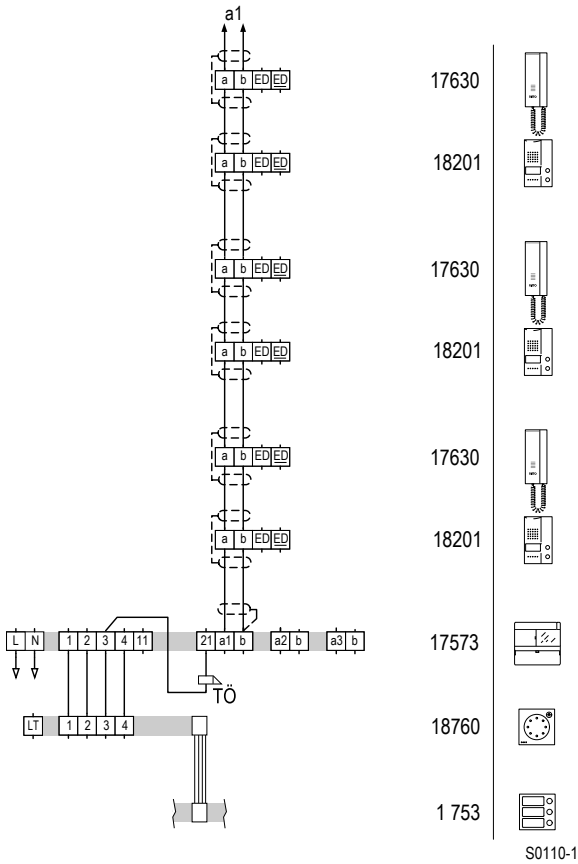 a1
a b ED ED 17630
a b ED ED 18201
a b ED ED 17630
a b ED ED 18201
a b ED ED 17630
a b ED ED 18201
L N 1 2 3 4 11 21 a1 b a2 b a3 b 17573
TÖ
LT 1 2 3 4 18760
1 753
S0110-1